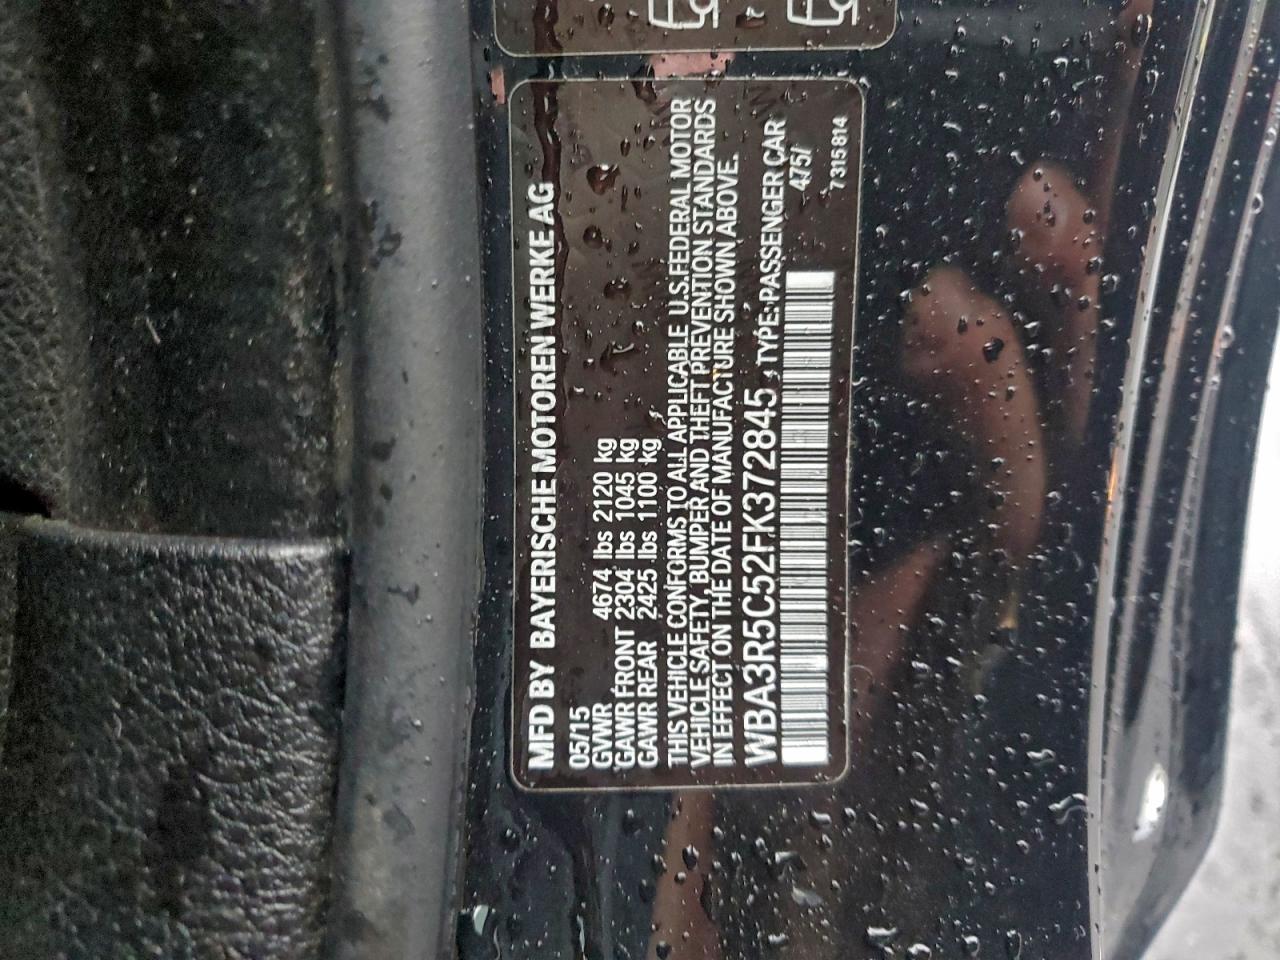 MFD BY BAYERISCHE MOTOREN WERKE AG
05/15
GVWR 4674 lbs 2120 kg
GAWR FRONT 2304 lbs 1045 kg
GAWR REAR 2425 lbs 1100 kg
THIS VEHICLE CONFORMS TO ALL APPLICABLE U.S.FEDERAL MOTOR
VEHICLE SAFETY, BUMPER AND THEFT PREVENTION STANDARDS
IN EFFECT ON THE DATE OF MANUFACTURE SHOWN ABOVE.
WBA3R5C52FK372845 TYPE:PASSENGER CAR
475/
7315814